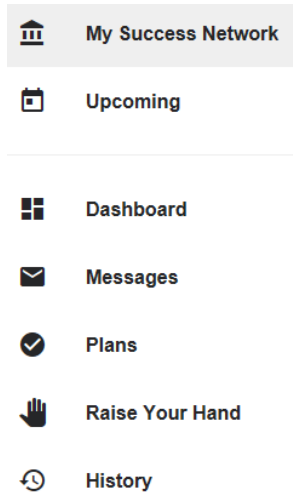 My Success Network
Upcoming
Dashboard
Messages
Plans
Raise Your Hand
History